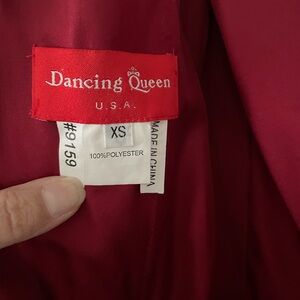 Dancing Queen
U.S.A.
XS
100%POLYESTER
#9159
MADE IN CHINA